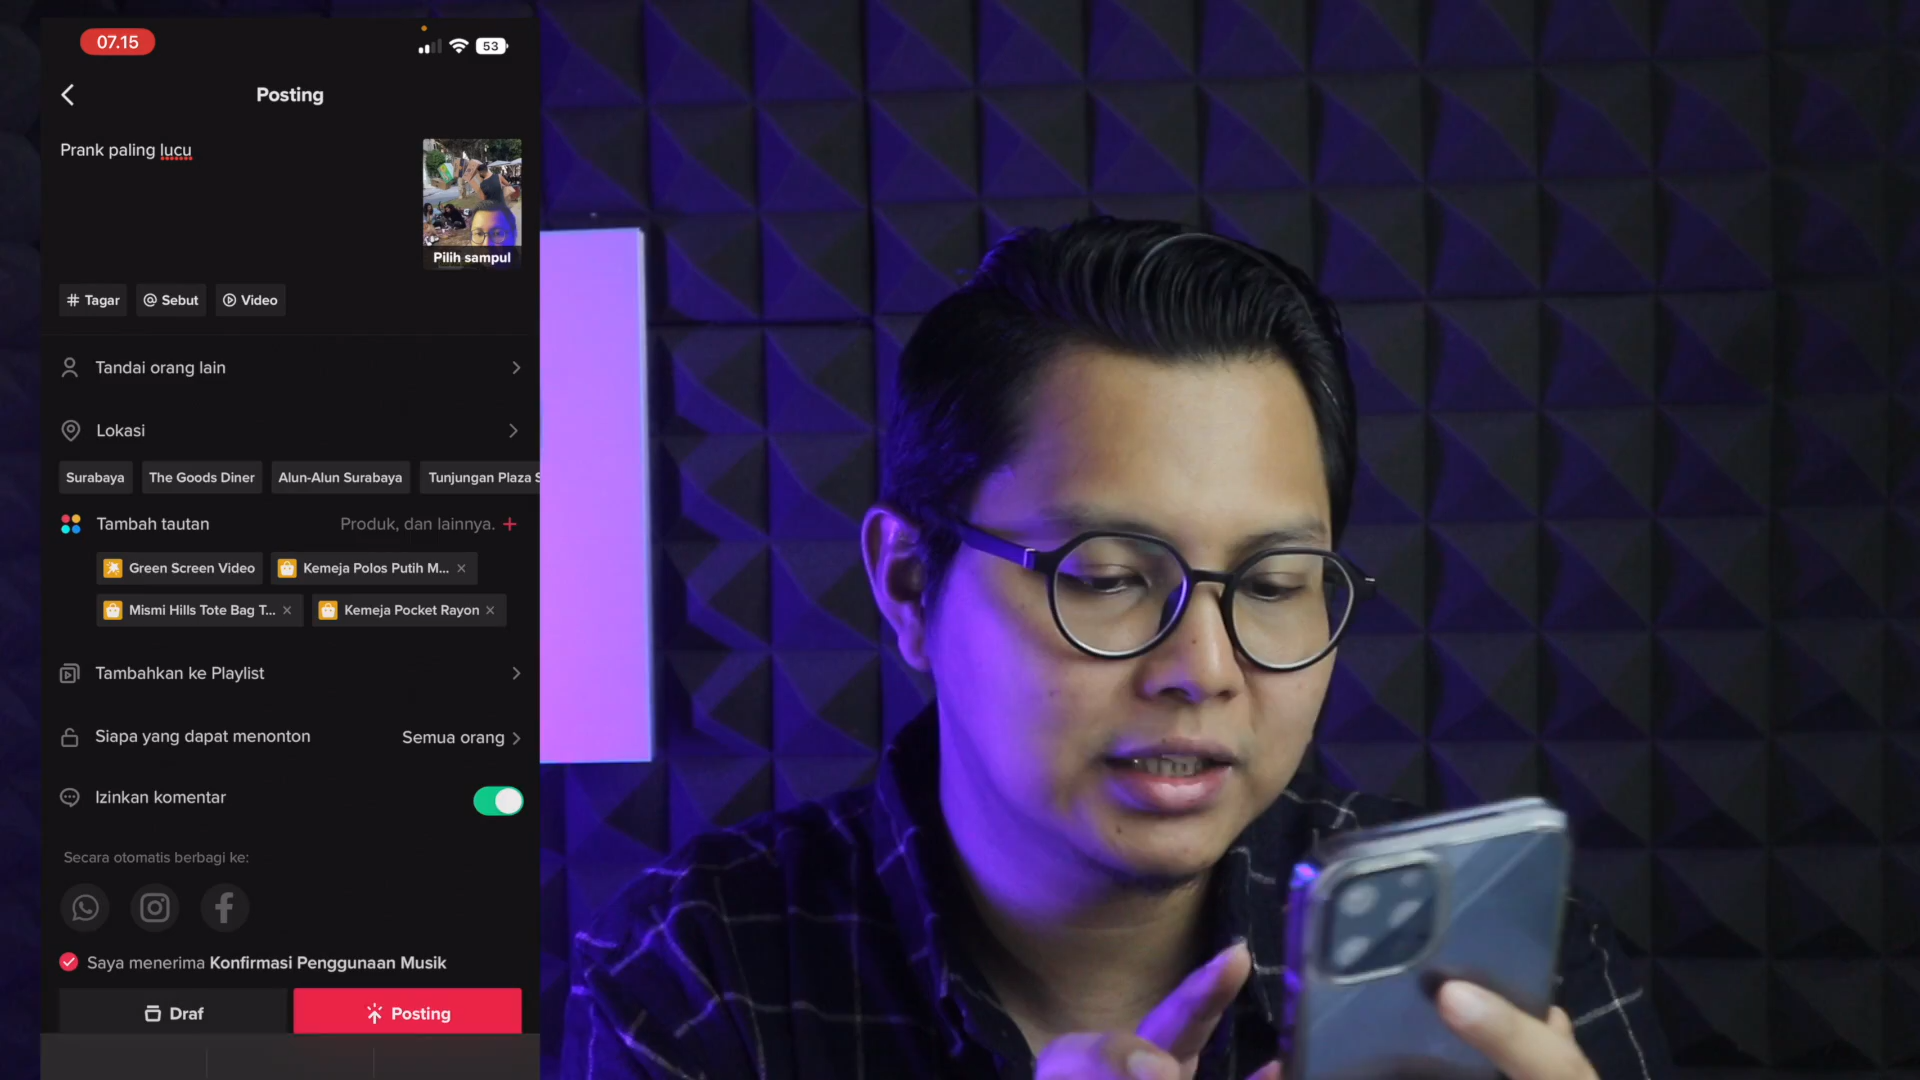 07.15
53
Posting
Prank paling lucu
Pilih sampul
# Tagar
@ Sebut
Video
Tandai orang lain
Lokasi
Surabaya
The Goods Diner
Alun-Alun Surabaya
Tunjungan Plaza S
Tambah tautan
Produk, dan lainnya. +
Green Screen Video
Kemeja Polos Putih M...
Mismi Hills Tote Bag T...
Kemeja Pocket Rayon
Tambahkan ke Playlist
Siapa yang dapat menonton
Semua orang
Izinkan komentar
Secara otomatis berbagi ke:
Saya menerima Konfirmasi Penggunaan Musik
Draf
Posting